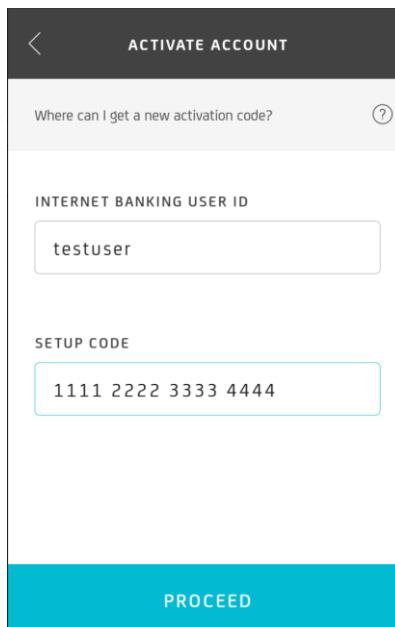 ACTIVATE ACCOUNT
Where can I get a new activation code?
?
INTERNET BANKING USER ID
testuser
SETUP CODE
1111 2222 3333 4444
PROCEED